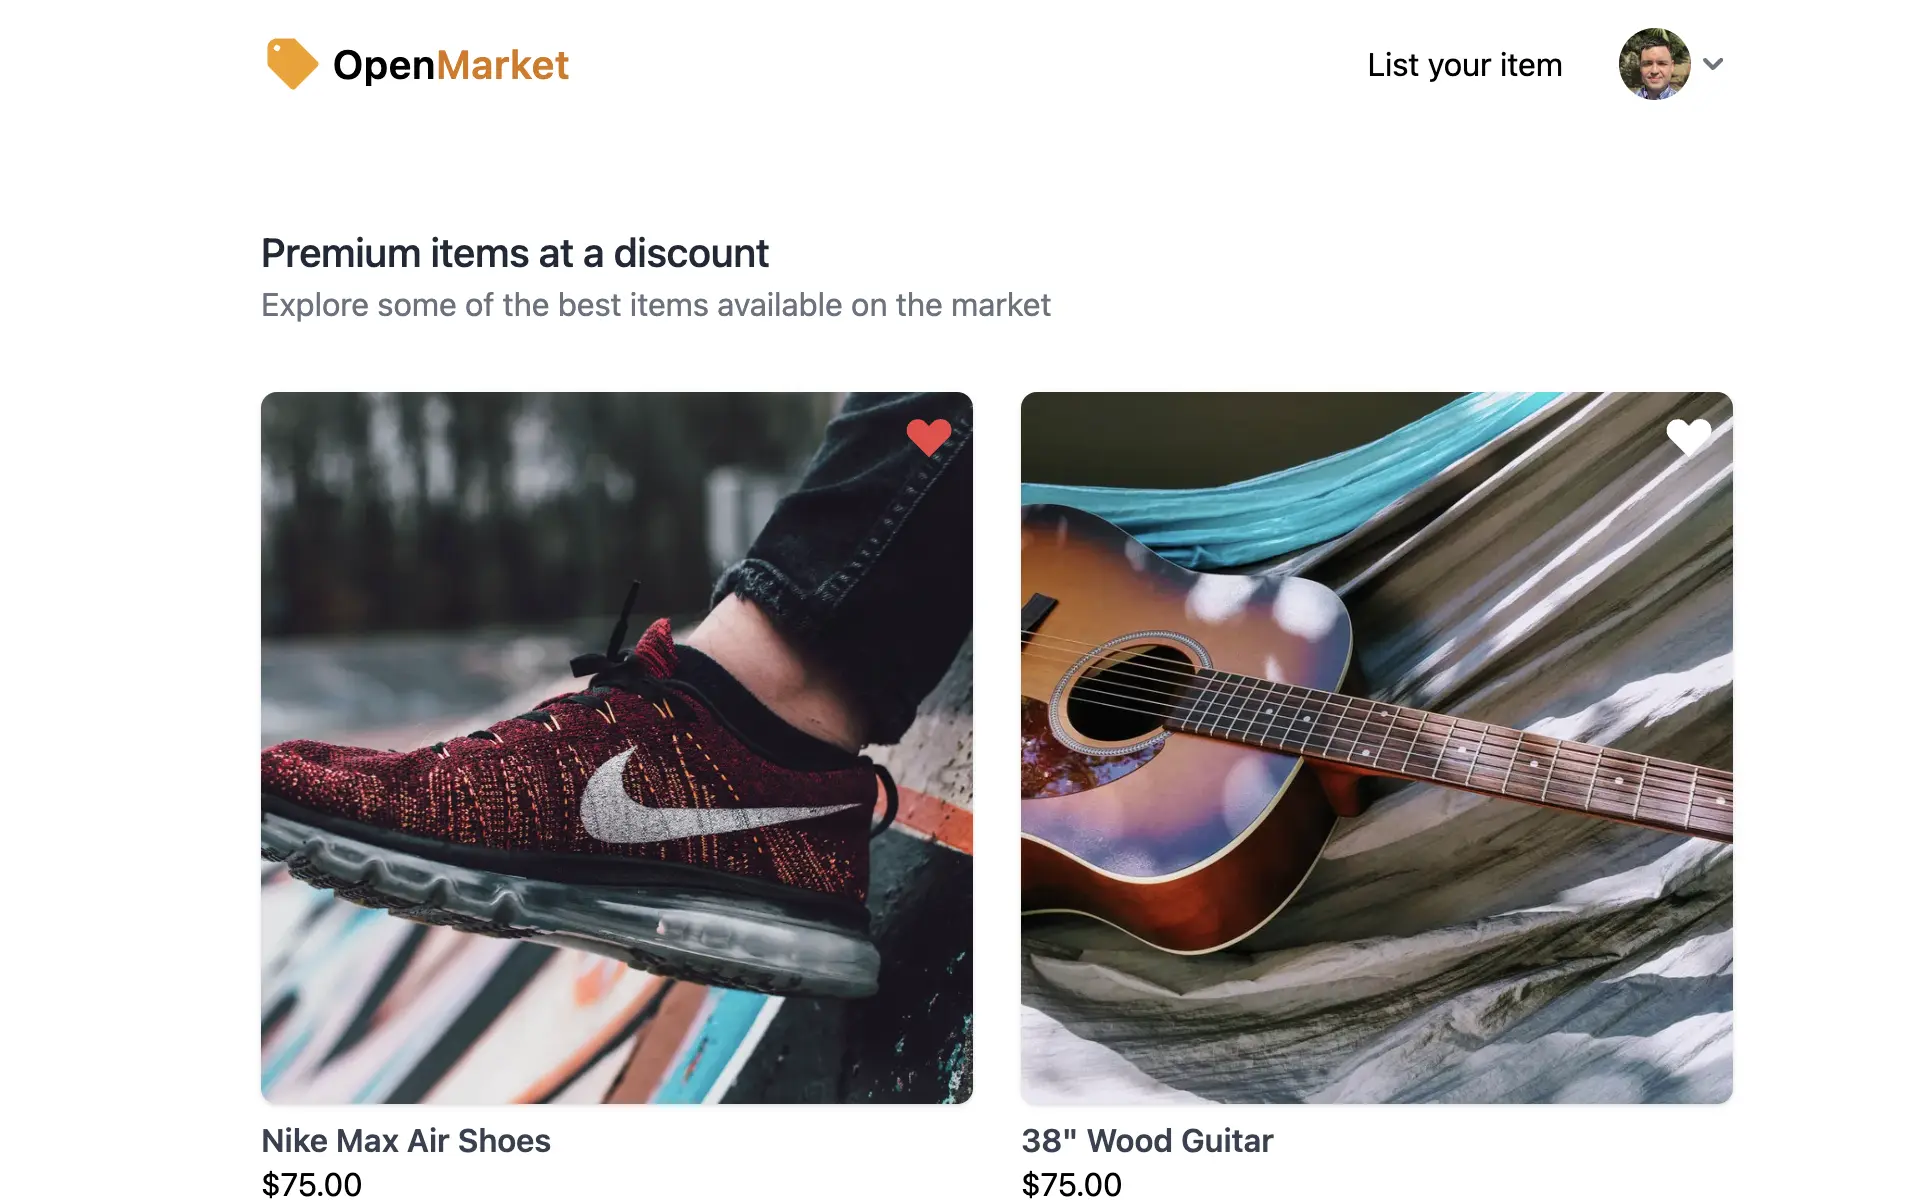 OpenMarket
List your item
Premium items at a discount
Explore some of the best items available on the market
Nike Max Air Shoes
$75.00
38" Wood Guitar
$75.00